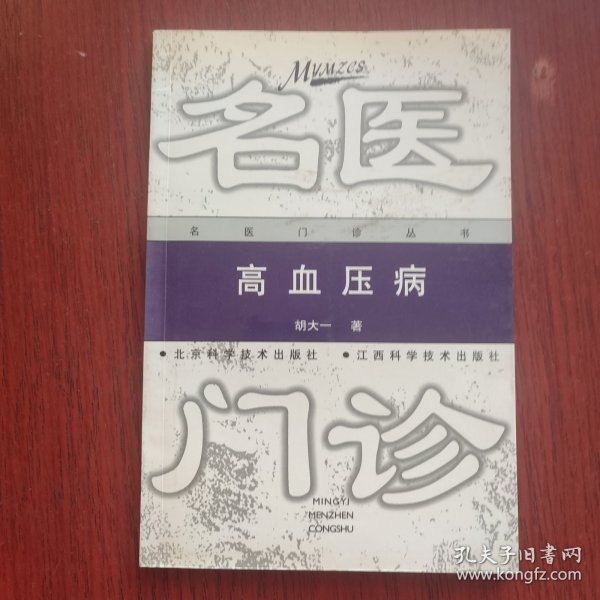 MYMZCS
名医
名医门诊丛书
高血压病
胡大一 著
• 北京科学技术出版社 • 江西科学技术出版社
门诊
MINGYI
MENZHEN
CONGSHU
孔夫子旧书网
www.kongfz.com